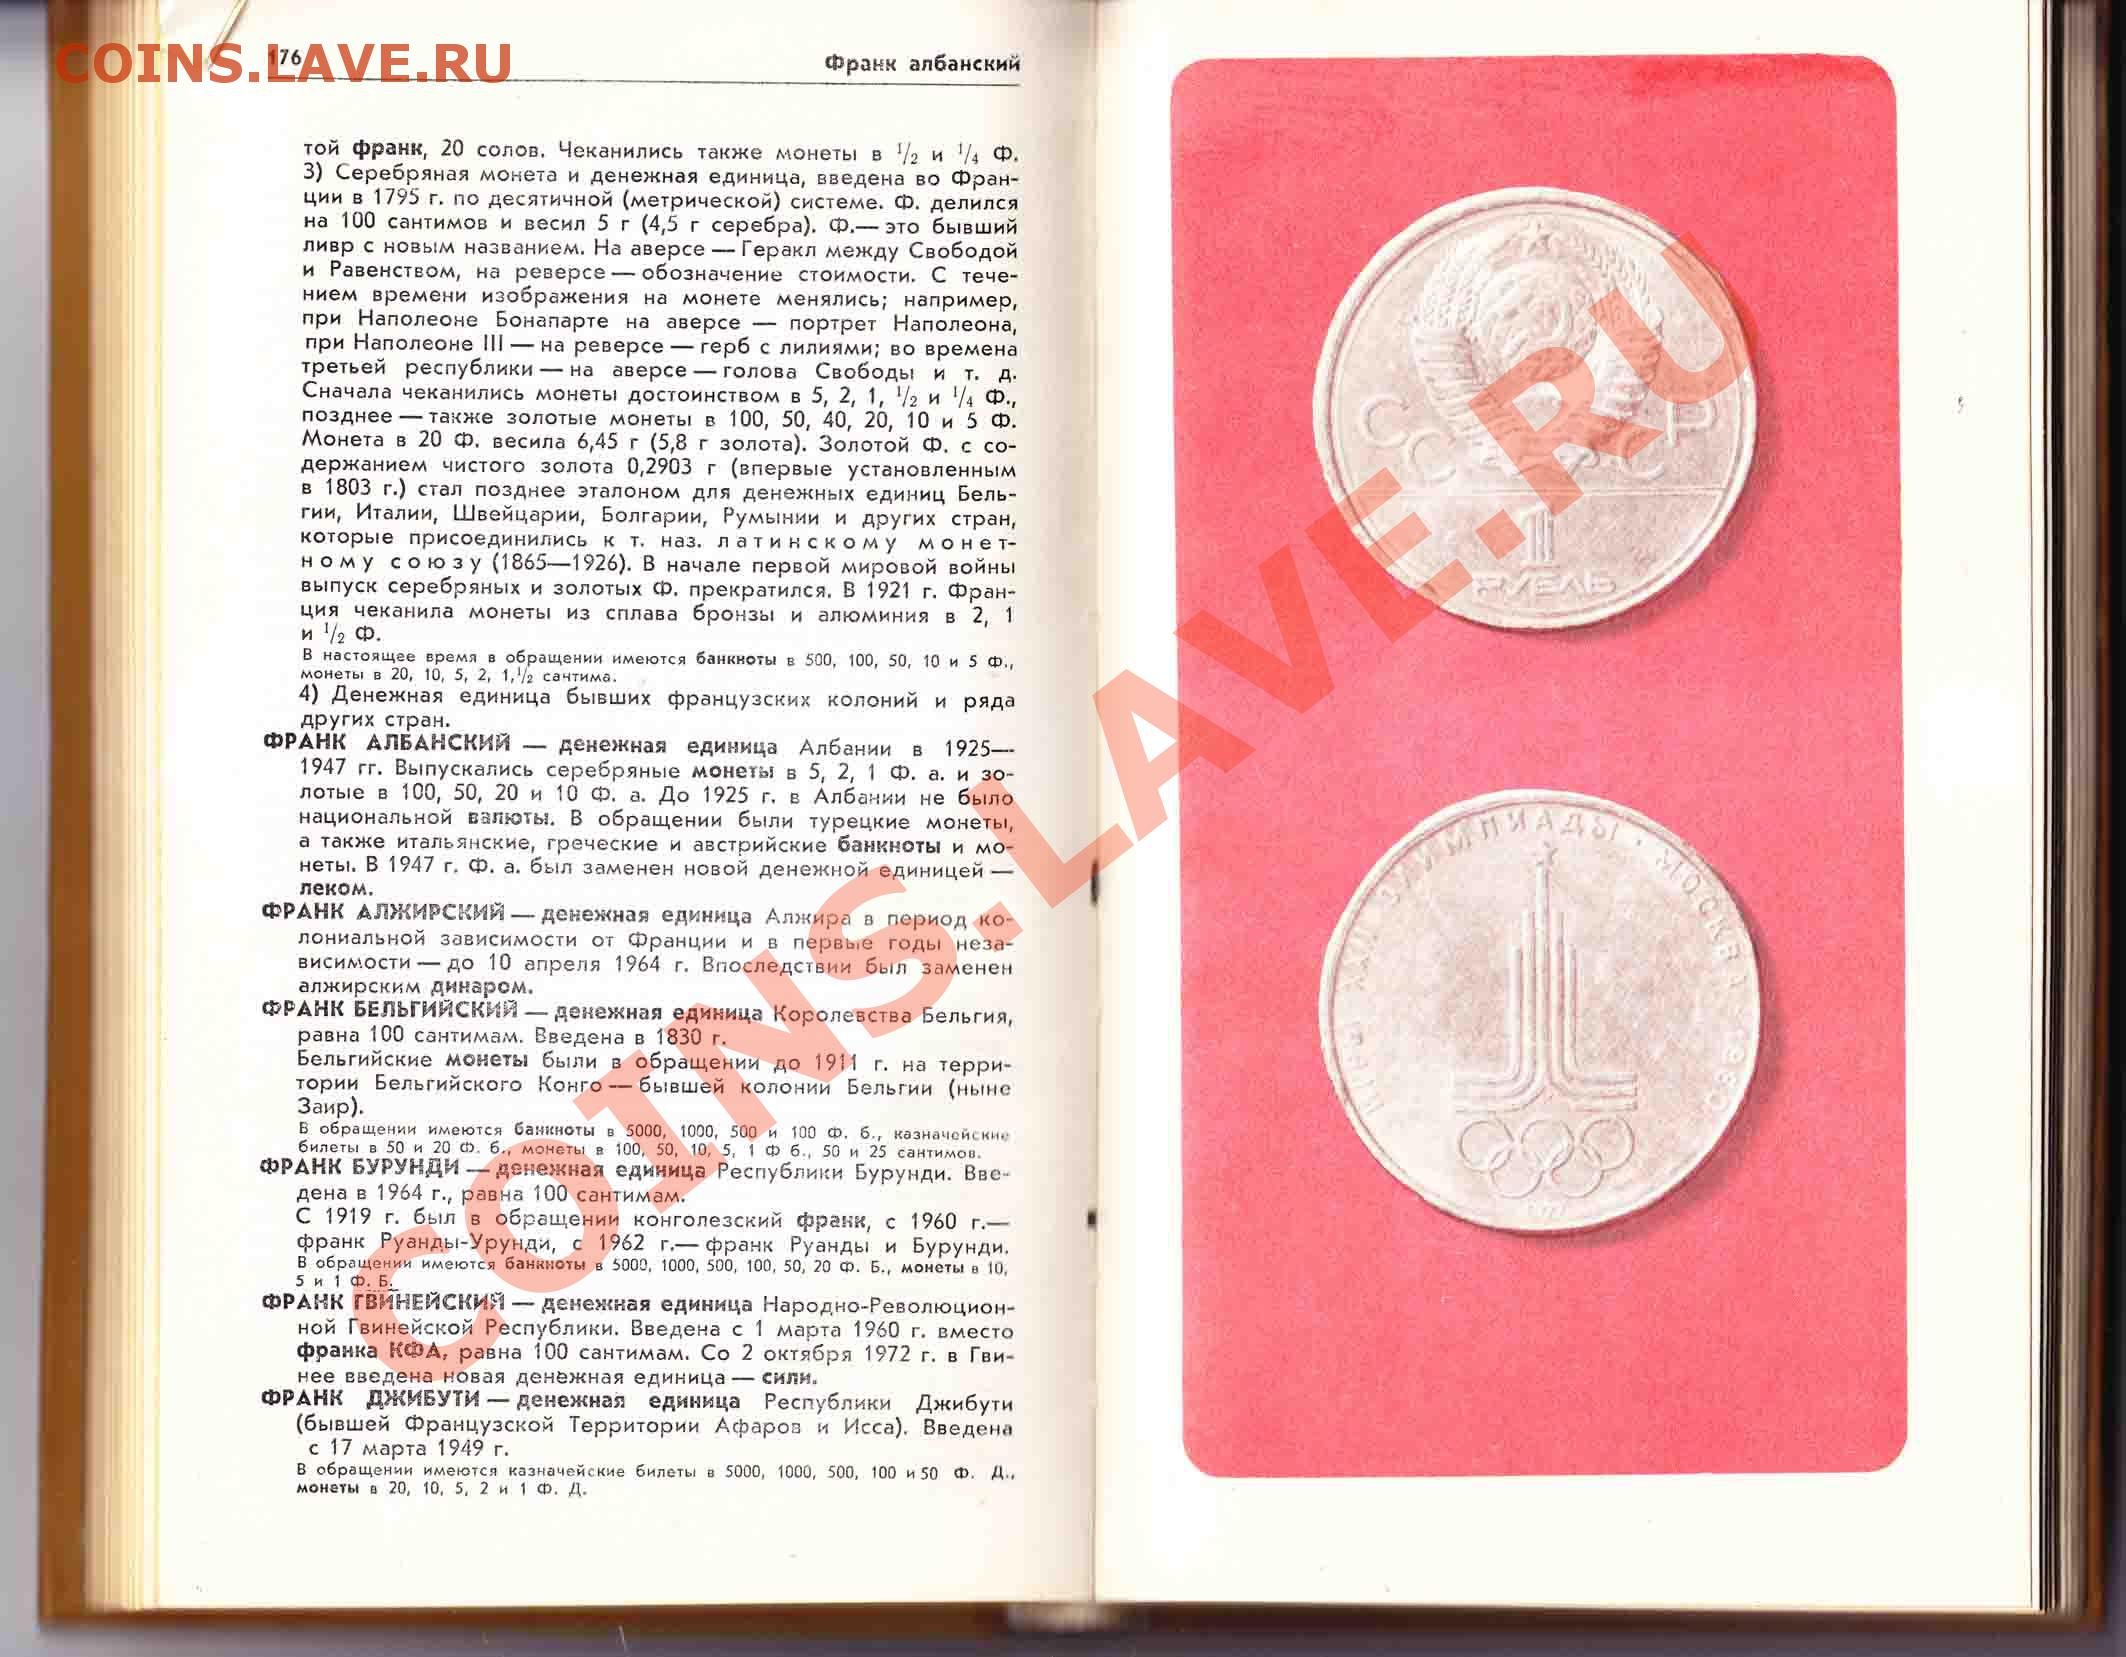 COINS.LAVE.RU
176
Франк албанский
той франк, 20 солов. Чеканились также монеты в 1/2 и 1/4 Ф.
3) Серебряная монета и денежная единица, введена во Фран-
ции в 1795 г. по десятичной (метрической) системе. Ф. делился
на 100 сантимов и весил 5 г (4,5 г серебра). Ф.— это бывший
ливр с новым названием. На аверсе — Геракл между Свободой
и Равенством, на реверсе — обозначение стоимости. С тече-
нием времени изображения на монете менялись; например,
при Наполеоне Бонапарте на аверсе — портрет Наполеона,
при Наполеоне III — на реверсе — герб с лилиями; во времена
третьей республики — на аверсе — голова Свободы и т. д.
Сначала чеканились монеты достоинством в 5, 2, 1, 1/2 и 1/4 Ф.,
позднее — также золотые монеты в 100, 50, 40, 20, 10 и 5 Ф.
Монета в 20 Ф. весила 6,45 г (5,8 г золота). Золотой Ф. с со-
держанием чистого золота 0,2903 г (впервые установленным
в 1803 г.) стал позднее эталоном для денежных единиц Бель-
гии, Италии, Швейцарии, Болгарии, Румынии и других стран,
которые присоединились к т. наз. латинскому монет-
ному союзу (1865—1926). В начале первой мировой войны
выпуск серебряных и золотых Ф. прекратился. В 1921 г. Фран-
ция чеканила монеты из сплава бронзы и алюминия в 2, 1
и 1/2 Ф.
В настоящее время в обращении имеются банкноты в 500, 100, 50, 10 и 5 Ф.,
монеты в 20, 10, 5, 2, 1, 1/2 сантима.
4) Денежная единица бывших французских колоний и ряда
других стран.
ФРАНК АЛБАНСКИЙ — денежная единица Албании в 1925—
1947 гг. Выпускались серебряные монеты в 5, 2, 1 Ф. а. и зо-
лотые в 100, 50, 20 и 10 Ф. а. До 1925 г. в Албании не было
национальной валюты. В обращении были турецкие монеты,
а также итальянские, греческие и австрийские банкноты и мо-
неты. В 1947 г. Ф. а. был заменен новой денежной единицей —
леком.
ФРАНК АЛЖИРСКИЙ — денежная единица Алжира в период ко-
лониальной зависимости от Франции и в первые годы неза-
висимости — до 10 апреля 1964 г. Впоследствии был заменен
алжирским динаром.
ФРАНК БЕЛЬГИЙСКИЙ — денежная единица Королевства Бельгия,
равна 100 сантимам. Введена в 1830 г.
Бельгийские монеты были в обращении до 1911 г. на терри-
тории Бельгийского Конго — бывшей колонии Бельгии (ныне
Заир).
В обращении имеются банкноты в 5000, 1000, 500 и 100 Ф. б., казначейские
билеты в 50 и 20 Ф. б., монеты в 100, 50, 10, 5, 1 Ф б., 50 и 25 сантимов.
ФРАНК БУРУНДИ — денежная единица Республики Бурунди. Вве-
дена в 1964 г., равна 100 сантимам.
С 1919 г. был в обращении конголезский франк, с 1960 г.—
франк Руанды-Урунди, с 1962 г.— франк Руанды и Бурунди.
В обращении имеются банкноты в 5000, 1000, 500, 100, 50, 20 Ф. Б., монеты в 10,
5 и 1 Ф. Б.
ФРАНК ГВИНЕЙСКИЙ — денежная единица Народно-Революцион-
ной Гвинейской Республики. Введена с 1 марта 1960 г. вместо
франка КФА, равна 100 сантимам. Со 2 октября 1972 г. в Гви-
нее введена новая денежная единица — сили.
ФРАНК ДЖИБУТИ — денежная единица Республики Джибути
(бывшей Французской Территории Афаров и Исса). Введена
с 17 марта 1949 г.
В обращении имеются казначейские билеты в 5000, 1000, 500, 100 и 50 Ф. Д.,
монеты в 20, 10, 5, 2 и 1 Ф. Д.
СССР
1
РУБЛЬ
ИГРЫ XXII ОЛИМПИАДЫ · МОСКВА · 1980
COINS.LAVE.RU